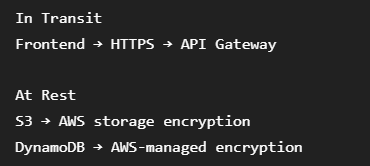 In Transit
Frontend → HTTPS → API Gateway
At Rest
S3 → AWS storage encryption
DynamoDB → AWS-managed encryption